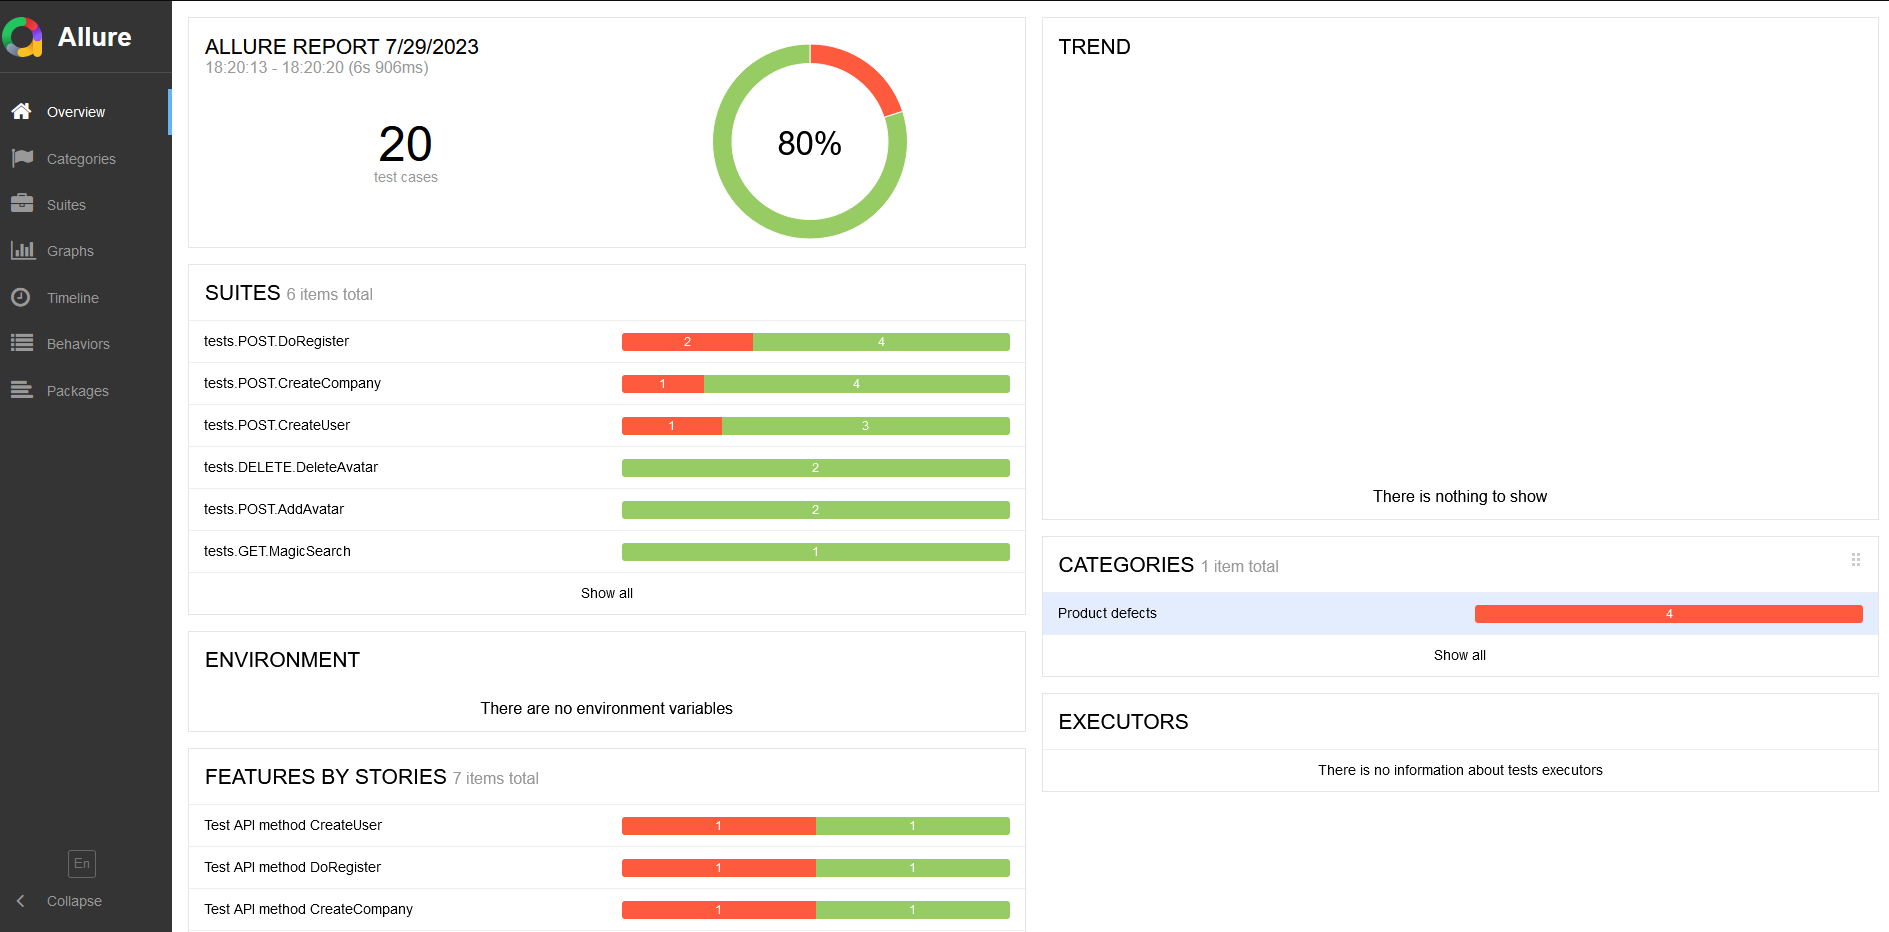 Allure
Overview
Categories
Suites
Graphs
Timeline
Behaviors
Packages
En
Collapse
ALLURE REPORT 7/29/2023
18:20:13 - 18:20:20 (6s 906ms)
20
test cases
80%
SUITES 6 items total
tests.POST.DoRegister 2 4
tests.POST.CreateCompany 1 4
tests.POST.CreateUser 1 3
tests.DELETE.DeleteAvatar 2
tests.POST.AddAvatar 2
tests.GET.MagicSearch 1
Show all
ENVIRONMENT
There are no environment variables
FEATURES BY STORIES 7 items total
Test API method CreateUser 1 1
Test API method DoRegister 1 1
Test API method CreateCompany 1 1
TREND
There is nothing to show
CATEGORIES 1 item total
Product defects 4
Show all
EXECUTORS
There is no information about tests executors